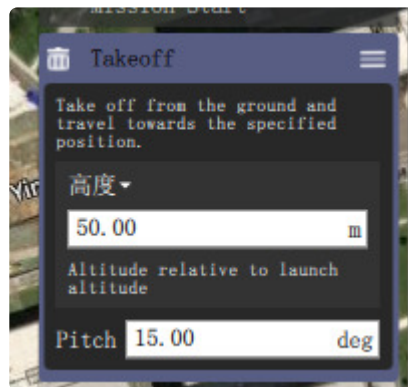 Mission Start
Takeoff
Take off from the ground and
travel towards the specified
position.
高度
50.00 m
Altitude relative to launch
altitude
Pitch 15.00 deg